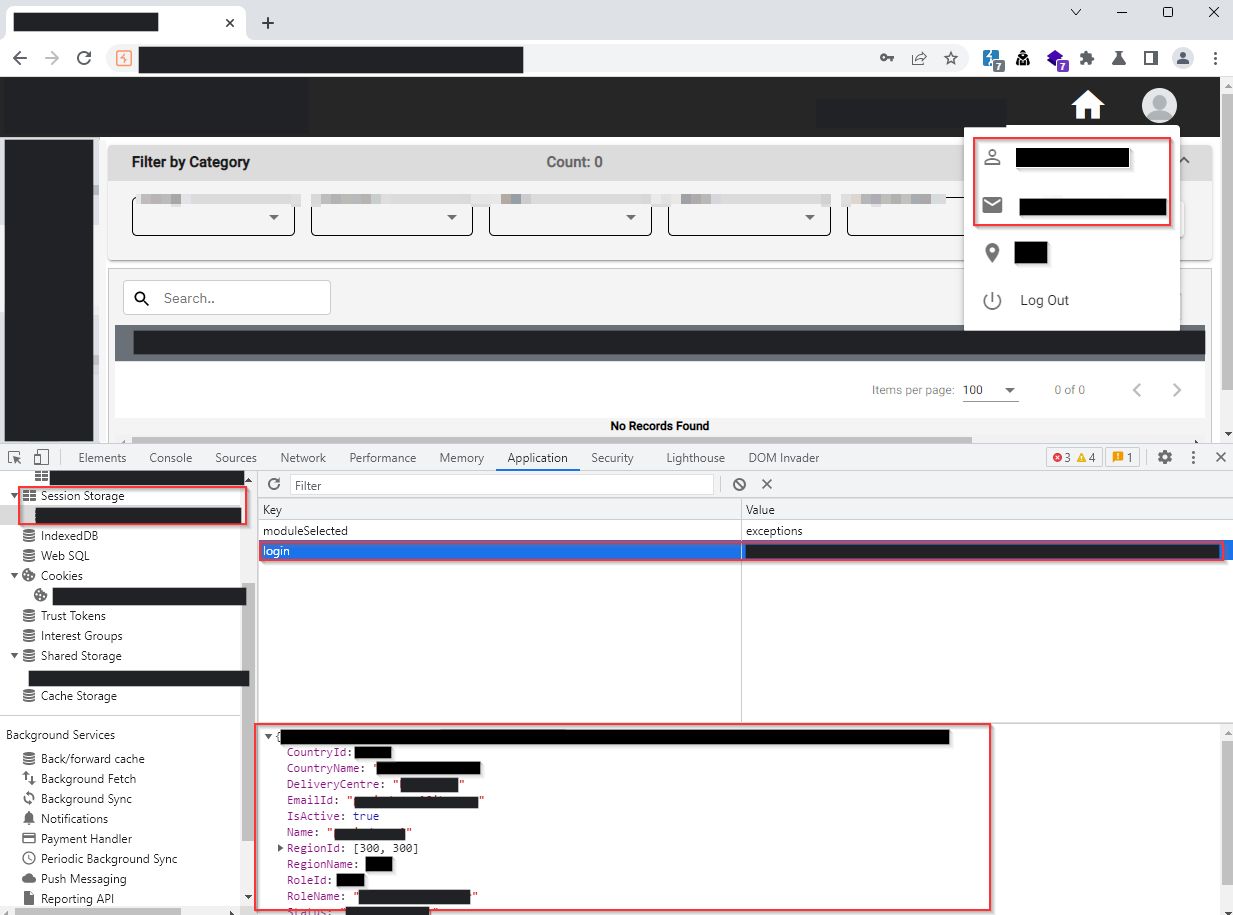 7
7
Filter by Category
Count: 0
Search..
Log Out
Items per page: 100
0 of 0
No Records Found
Elements Console Sources Network Performance Memory Application Security Lighthouse DOM Invader 3 4 1
Session Storage
IndexedDB
Web SQL
Cookies
Trust Tokens
Interest Groups
Shared Storage
Cache Storage
Background Services
Back/forward cache
Background Fetch
Background Sync
Notifications
Payment Handler
Periodic Background Sync
Push Messaging
Reporting API
Filter
Key Value
moduleSelected exceptions
login
{
CountryId:
CountryName: "
DeliveryCentre: " "
EmailId: " "
IsActive: true
Name: " "
RegionId: [300, 300]
RegionName:
RoleId:
RoleName: " "
Status: "